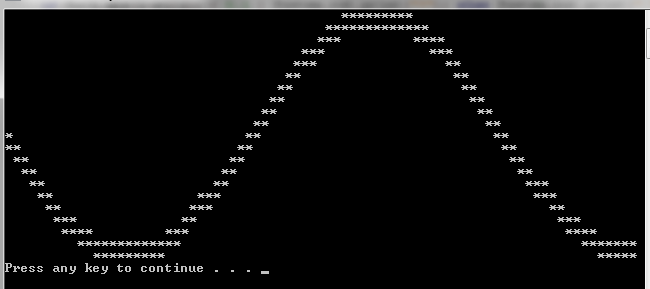 Press any key to continue . . .